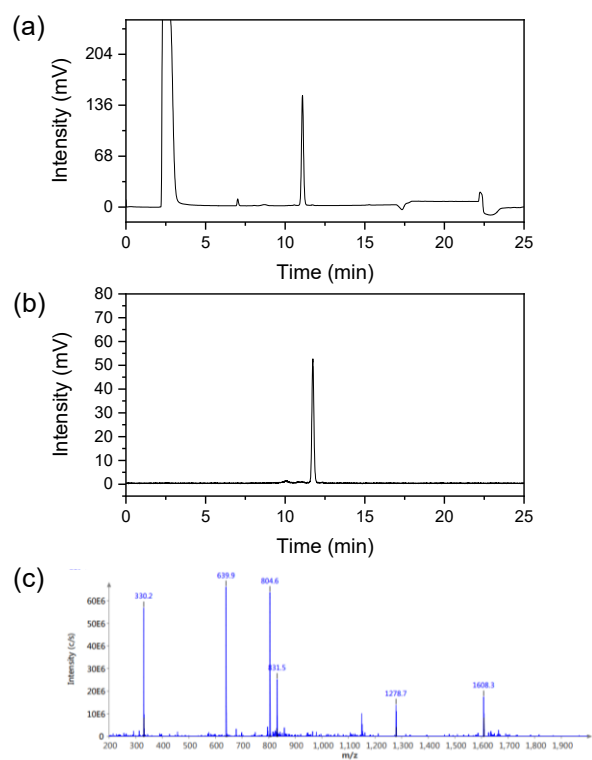 (a)
Intensity (mV)
204
136
68
0
0 5 10 15 20 25
Time (min)
(b)
Intensity (mV)
80
70
60
50
40
30
20
10
0
0 5 10 15 20 25
Time (min)
(c)
Intensity (c/s)
60E6
50E6
40E6
30E6
20E6
10E6
0
330.2
639.9
804.6
831.5
1278.7
1608.3
200 300 400 500 600 700 800 900 1,000 1,100 1,200 1,300 1,400 1,500 1,600 1,700 1,800 1,900
m/z